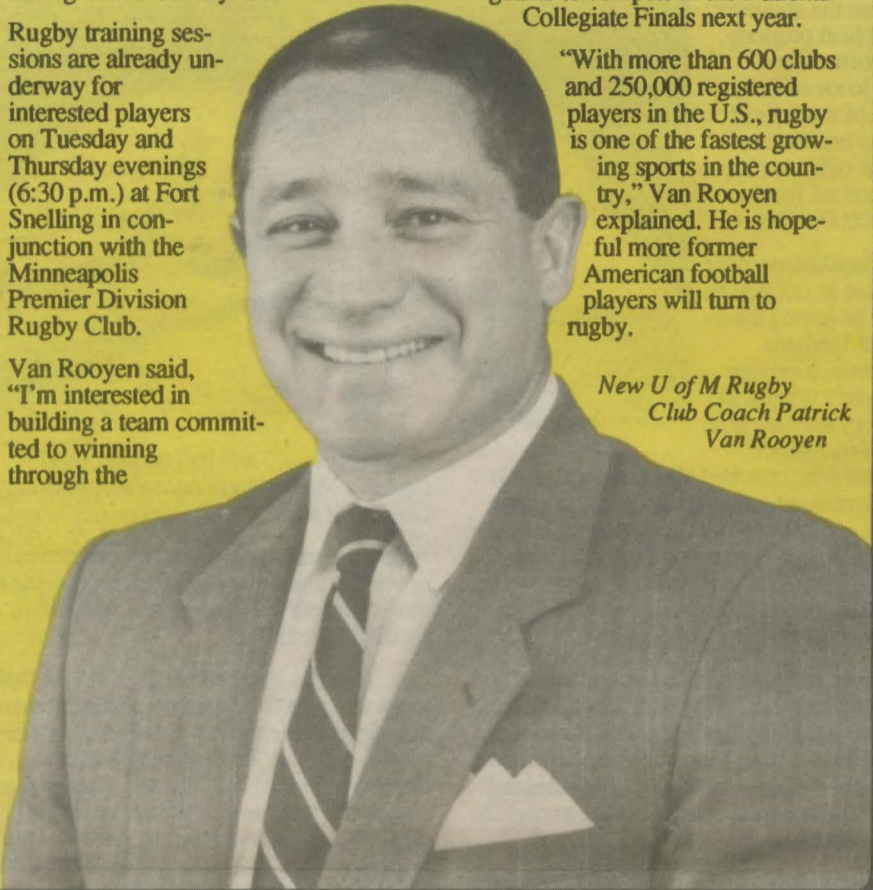 Rugby training ses-
sions are already un-
derway for
interested players
on Tuesday and
Thursday evenings
(6:30 p.m.) at Fort
Snelling in con-
junction with the
Minneapolis
Premier Division
Rugby Club.
Van Rooyen said,
“I'm interested in
building a team commit-
ted to winning
through the
Collegiate Finals next year.
“With more than 600 clubs
and 250,000 registered
players in the U.S., rugby
is one of the fastest grow-
ing sports in the coun-
try,” Van Rooyen
explained. He is hope-
ful more former
American football
players will turn to
rugby.
New U of M Rugby
Club Coach Patrick
Van Rooyen